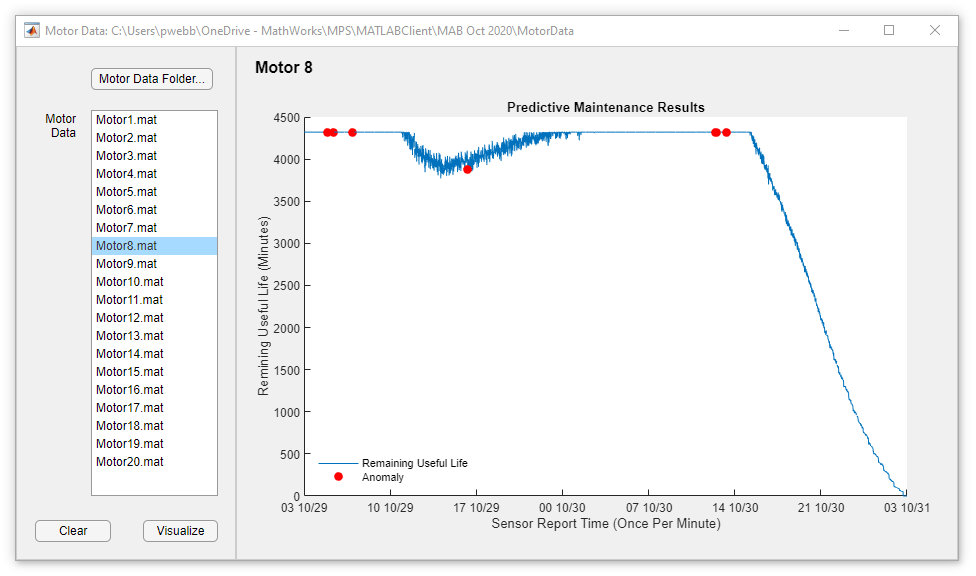 Motor Data: C:\Users\pwebb\OneDrive - MathWorks\MPS\MATLABClient\MAB Oct 2020\MotorData
Motor Data Folder...
Motor
Data
Motor1.mat
Motor2.mat
Motor3.mat
Motor4.mat
Motor5.mat
Motor6.mat
Motor7.mat
Motor8.mat
Motor9.mat
Motor10.mat
Motor11.mat
Motor12.mat
Motor13.mat
Motor14.mat
Motor15.mat
Motor16.mat
Motor17.mat
Motor18.mat
Motor19.mat
Motor20.mat
Clear
Visualize
Motor 8
Predictive Maintenance Results
Remining Useful Life (Minutes)
4500
4000
3500
3000
2500
4000
1500
1000
500
0
Remaining Useful Life
Anomaly
03 10/29
10 10/29
17 10/29
00 10/30
07 10/30
14 10/30
21 10/30
03 10/31
Sensor Report Time (Once Per Minute)